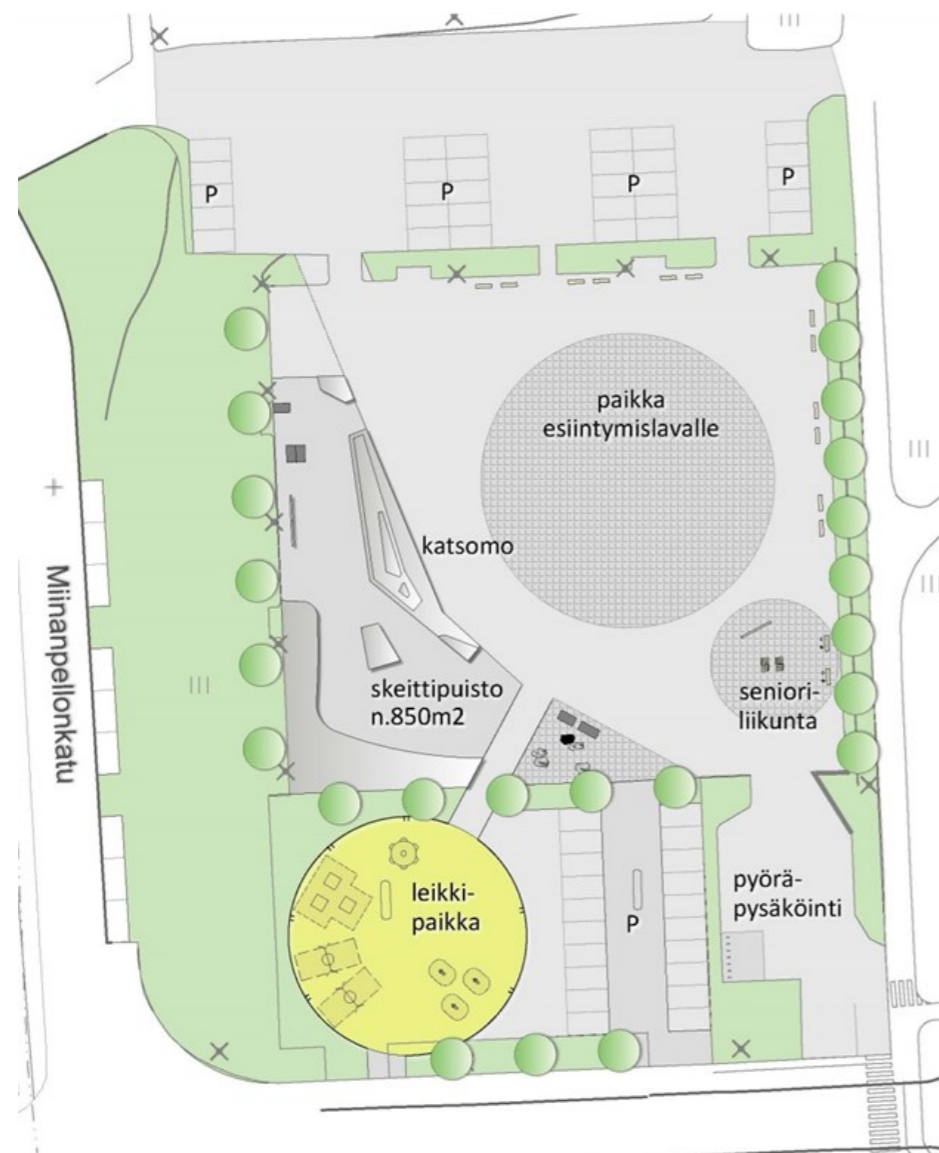 P
P
P
P
paikka
esiintymislavalle
katsomo
Miinanpellonkatu
skeittipuisto
n.850m2
seniori-
liikunta
leikki-
paikka
P
pyörä-
pysäköinti